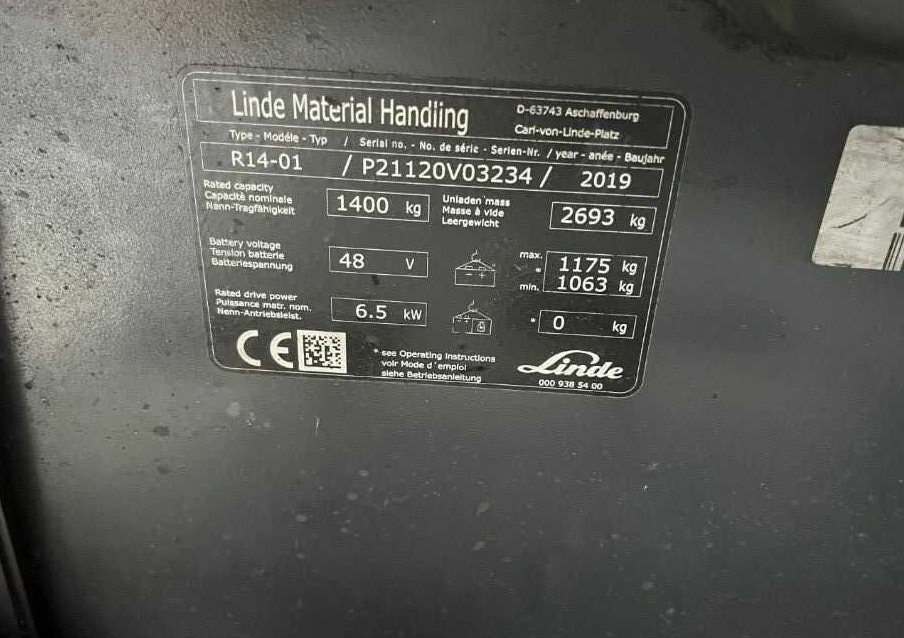 Linde Material Handling
D-63743 Aschaffenburg
Carl-von-Linde-Platz
Type - Modéle - Typ / Serial no. - No. de série - Serien-Nr. / year - anée - Baujahr
R14-01 / P21120V03234 / 2019
Rated capacity
Capacité nominale
Nenn-Tragfähigkeit
1400 kg
Unladen mass
Masse à vide
Leergewicht
2693 kg
Battery voltage
Tension batterie
Batteriespannung
48 V
max. 1175 kg
*
min. 1063 kg
Rated drive power
Puissance motr. nom.
Nenn-Antriebsleist.
6.5 kW
* 0 kg
CE
* see Operating Instructions
voir Mode d'emploi
siehe Betriebsanleitung
Linde
000 938 54 00